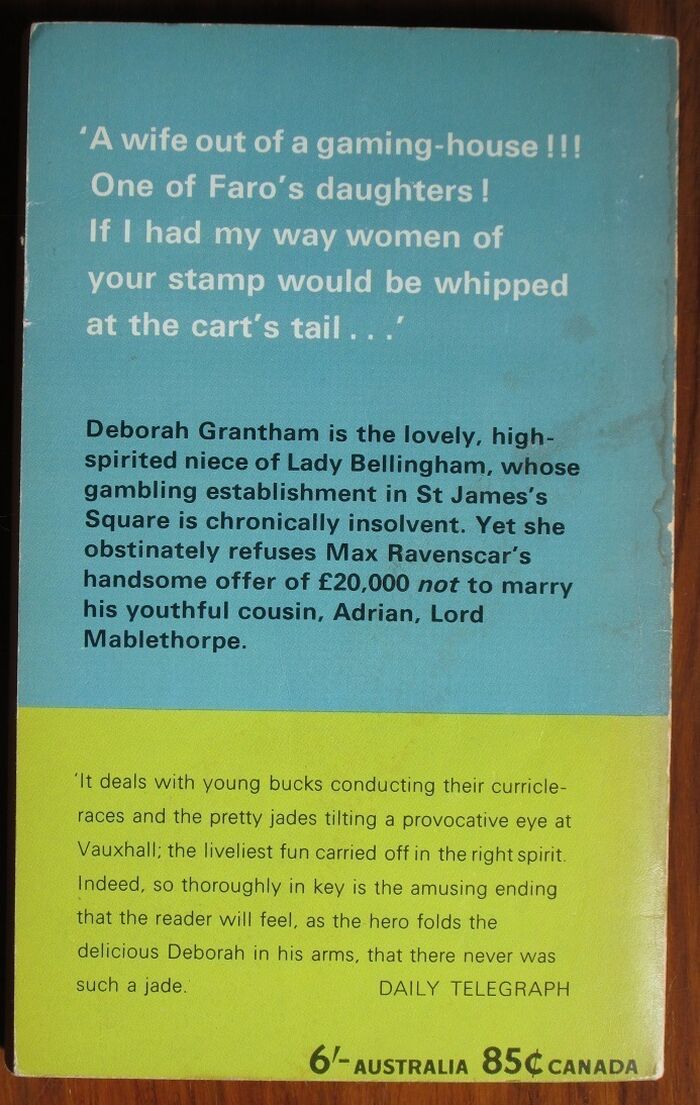 ‘A wife out of a gaming-house !!!
One of Faro’s daughters !
If I had my way women of
your stamp would be whipped
at the cart’s tail . . .’
Deborah Grantham is the lovely, high-
spirited niece of Lady Bellingham, whose
gambling establishment in St James’s
Square is chronically insolvent. Yet she
obstinately refuses Max Ravenscar’s
handsome offer of £20,000 not to marry
his youthful cousin, Adrian, Lord
Mablethorpe.
‘It deals with young bucks conducting their curricle-
races and the pretty jades tilting a provocative eye at
Vauxhall; the liveliest fun carried off in the right spirit.
Indeed, so thoroughly in key is the amusing ending
that the reader will feel, as the hero folds the
delicious Deborah in his arms, that there never was
such a jade.’ DAILY TELEGRAPH
6/- AUSTRALIA 85¢ CANADA